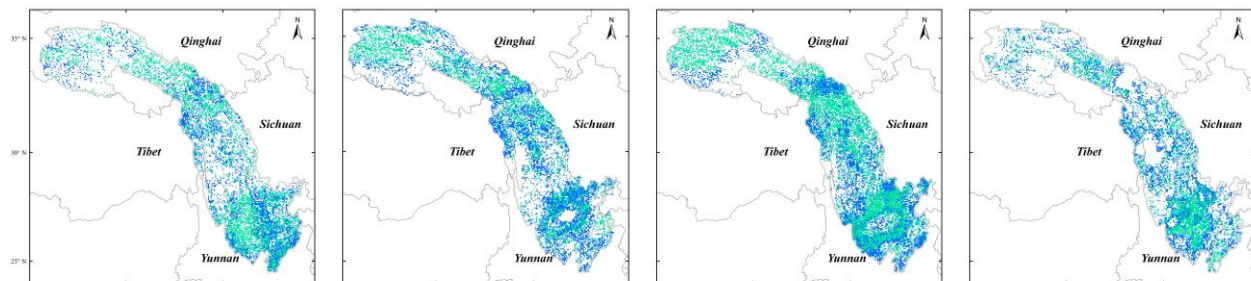 N
35° N
Qinghai
Sichuan
30° N
Tibet
Yunnan
25° N
N
Qinghai
Sichuan
Tibet
Yunnan
N
Qinghai
Sichuan
Tibet
Yunnan
N
Qinghai
Sichuan
Tibet
Yunnan